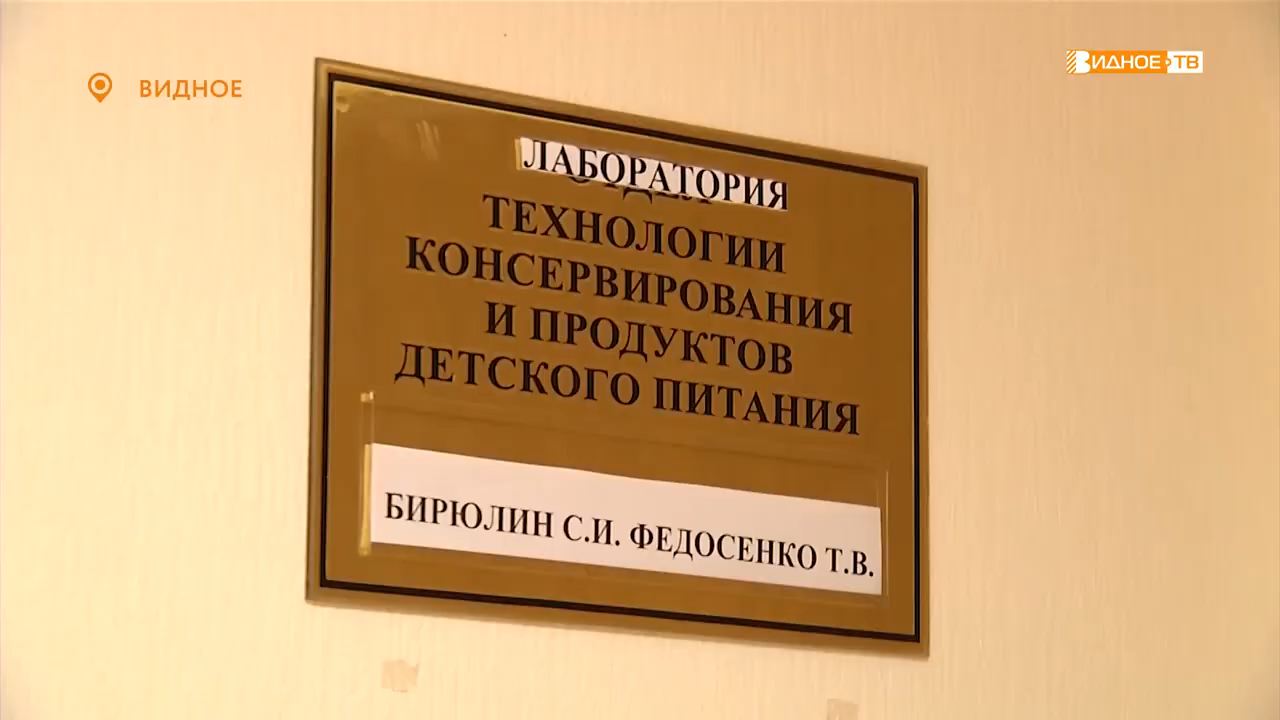 ВИДНОЕ
ВИДНОЕ ТВ
ЛАБОРАТОРИЯ
ТЕХНОЛОГИИ
КОНСЕРВИРОВАНИЯ
И ПРОДУКТОВ
ДЕТСКОГО ПИТАНИЯ
БИРЮЛИН С.И. ФЕДОСЕНКО Т.В.